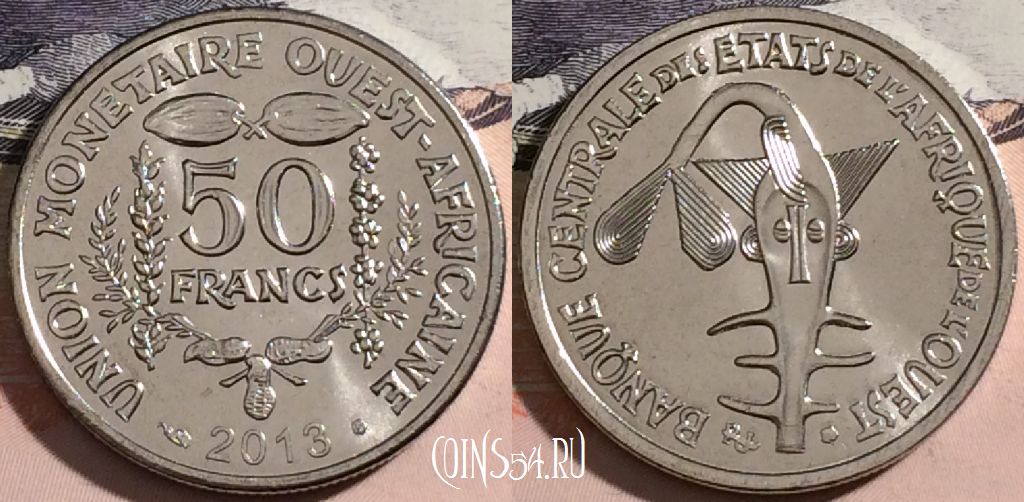 UNION MONETAIRE OUEST-AFRICAINE
50
FRANCS
2013
BANQUE CENTRALE DES ETATS DE L'AFRIQUE DE L'OUEST
COINS54.RU